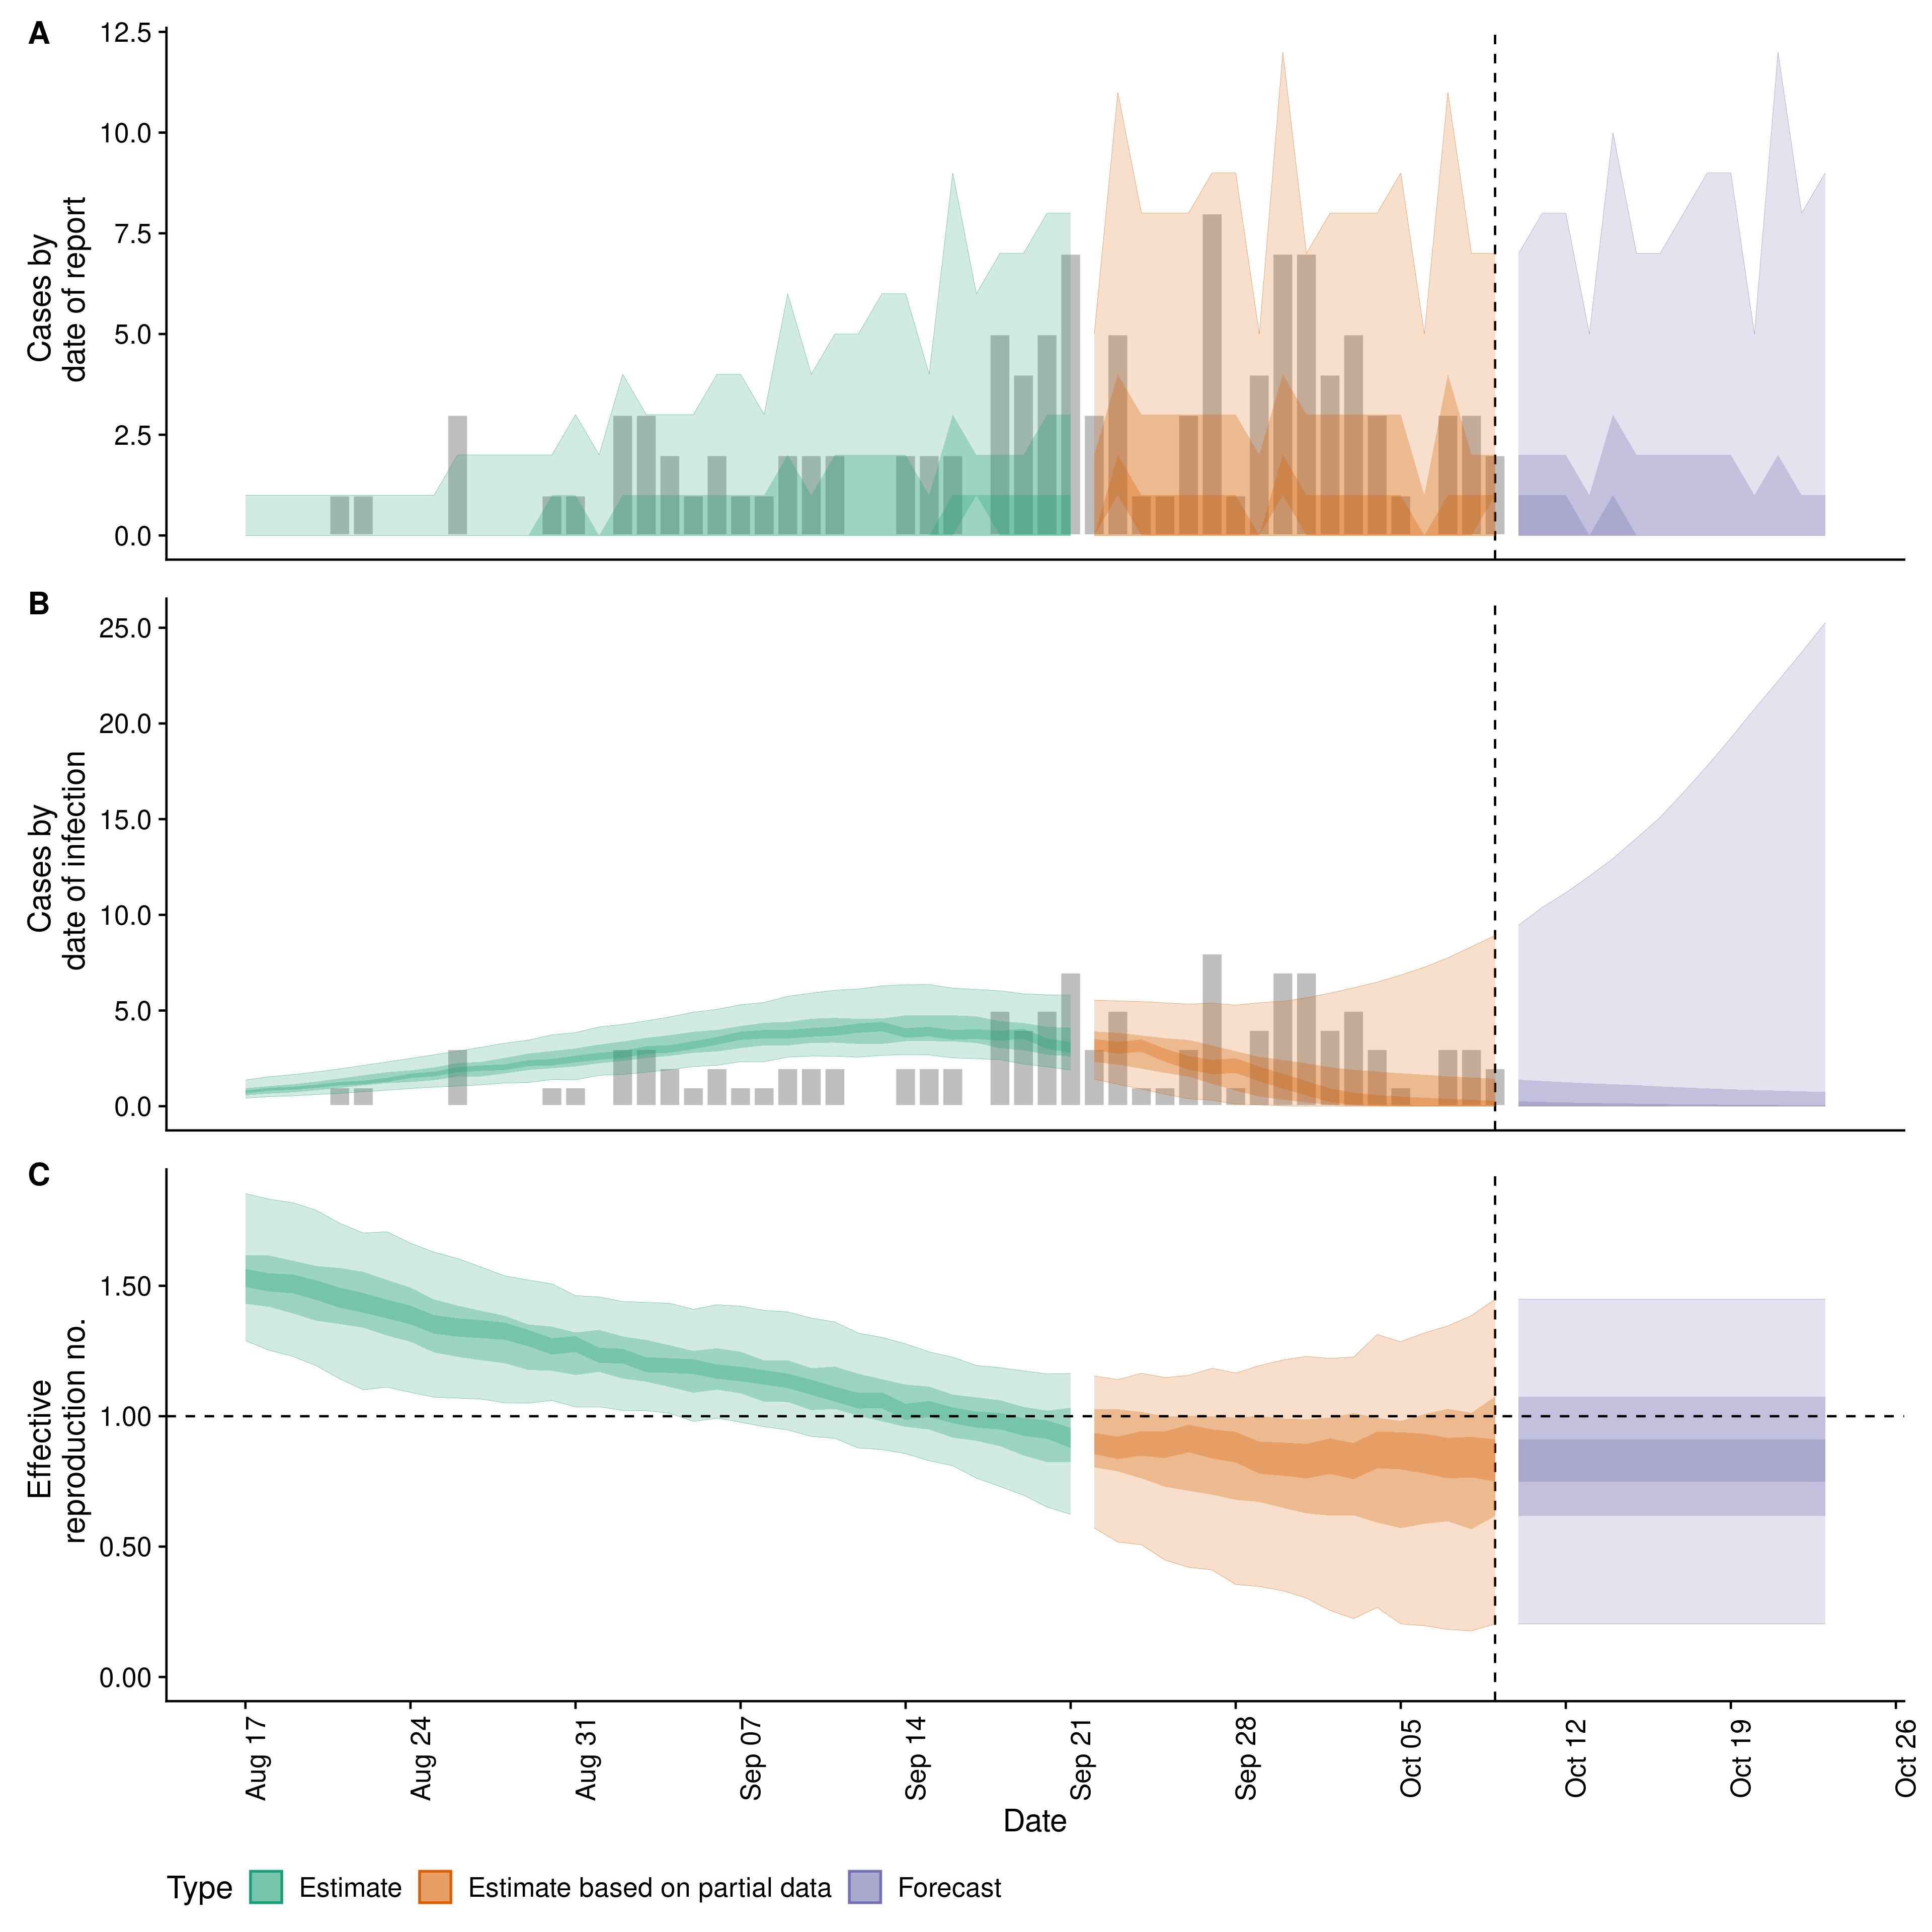 A
12.5
10.0
7.5
5.0
2.5
0.0
Cases by
date of report
B
25.0
20.0
15.0
10.0
5.0
0.0
Cases by
date of infection
C
1.50
1.00
0.50
0.00
Effective
reproduction no.
Aug 17
Aug 24
Aug 31
Sep 07
Sep 14
Sep 21
Sep 28
Oct 05
Oct 12
Oct 19
Oct 26
Date
Type Estimate Estimate based on partial data Forecast